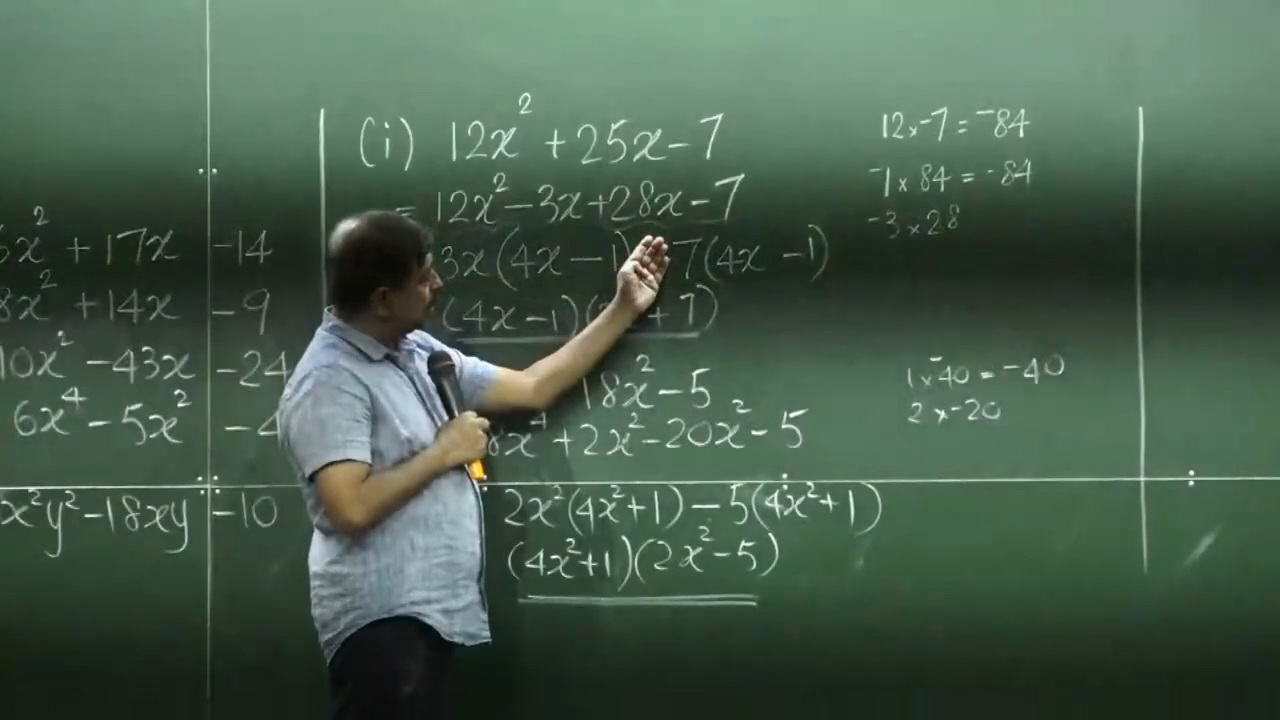 (i) 12x² + 25x - 7
= 12x² - 3x + 28x - 7
3x(4x - 1) 7(4x - 1)
(4x - 1)( + 7)
18x² - 5
8x⁴ + 2x² - 20x² - 5
2x²(4x² + 1) - 5(4x² + 1)
(4x² + 1)(2x² - 5)
12 × -7 = -84
-1 × 84 = -84
-3 × 28
1 × -40 = -40
2 × -20
x² + 17x - 14
8x² + 14x - 9
10x² - 43x - 24
6x⁴ - 5x² - 4
x²y² - 18xy - 10